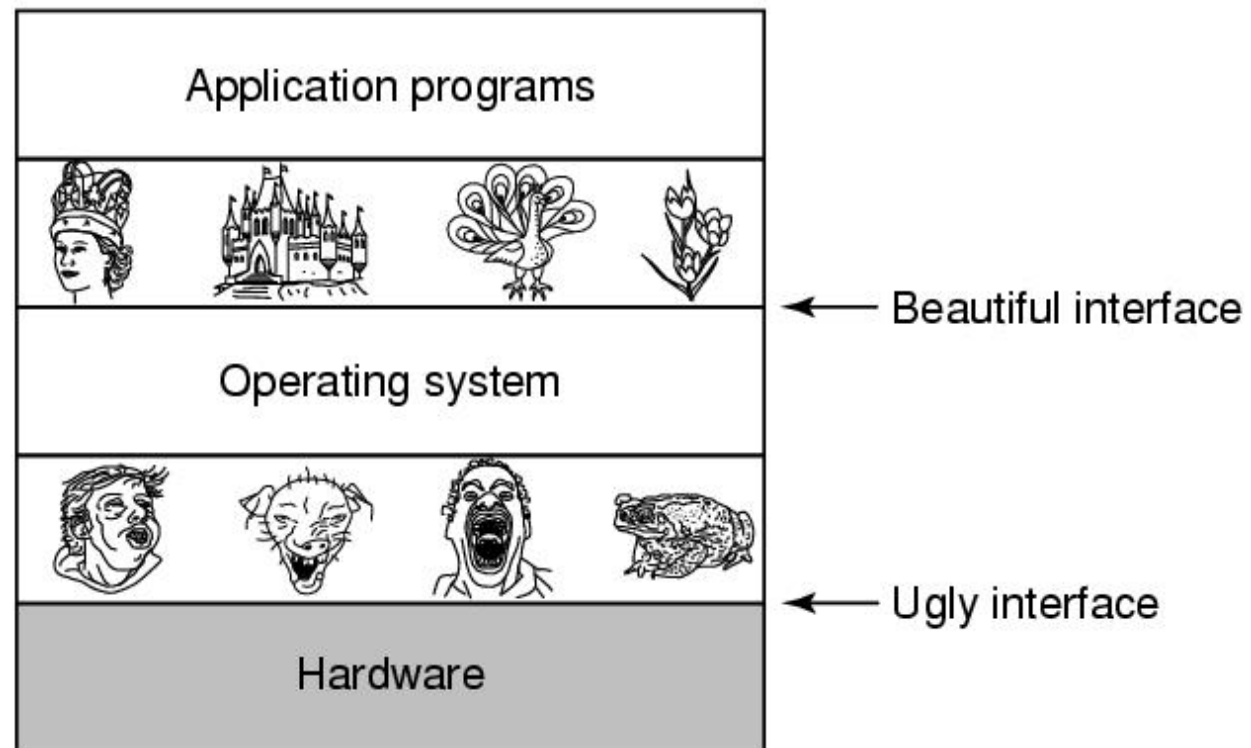 Application programs
Beautiful interface
Operating system
Ugly interface
Hardware